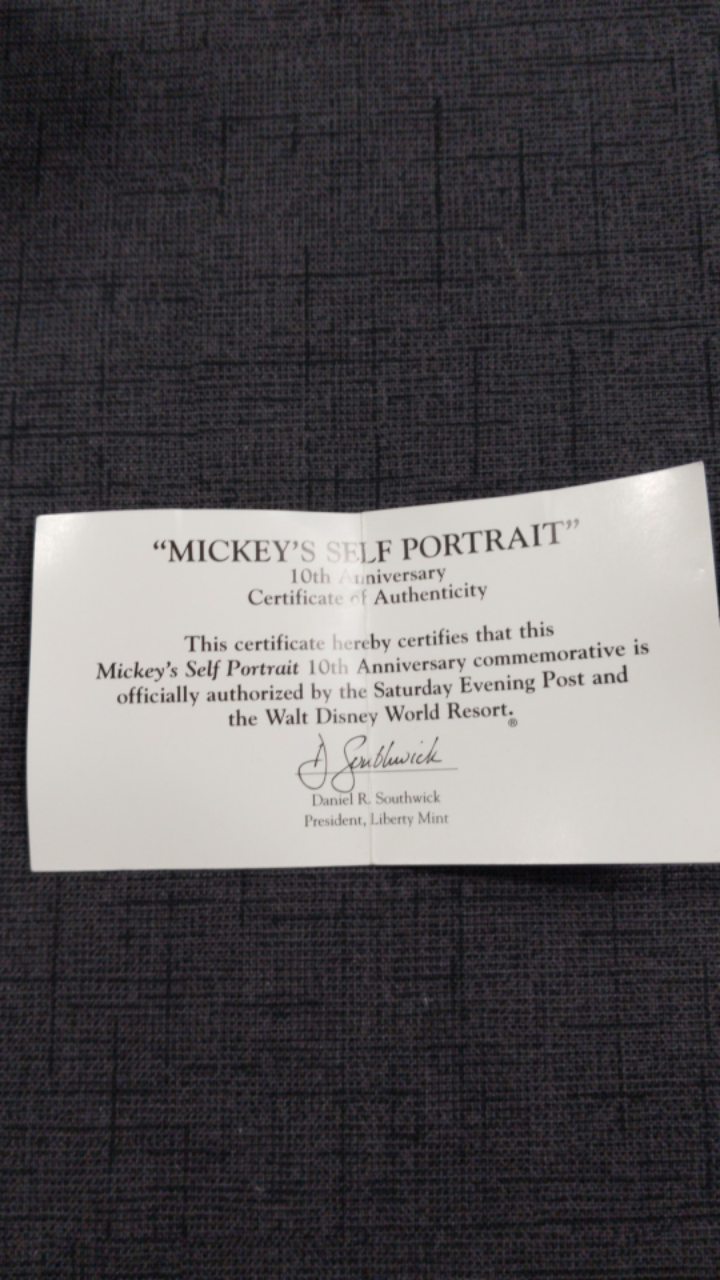 “MICKEY’S SELF PORTRAIT”
10th Anniversary
Certificate of Authenticity
This certificate hereby certifies that this
Mickey’s Self Portrait 10th Anniversary commemorative is
officially authorized by the Saturday Evening Post and
the Walt Disney World Resort.®
D Southwick
Daniel R. Southwick
President, Liberty Mint